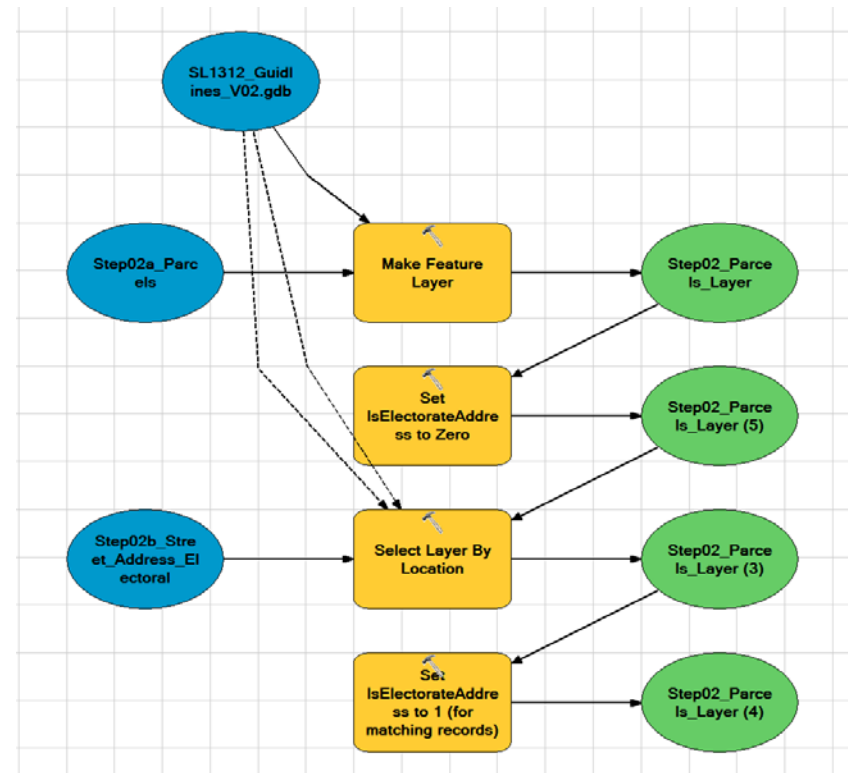 SL1312_Guidl
ines_V02.gdb
Step02a_Parc
els
Make Feature
Layer
Step02_Parce
ls_Layer
Set
IsElectorateAddre
ss to Zero
Step02_Parce
ls_Layer (5)
Step02b_Stre
et_Address_El
ectoral
Select Layer By
Location
Step02_Parce
ls_Layer (3)
Set
IsElectorateAddre
ss to 1 (for
matching records)
Step02_Parce
ls_Layer (4)